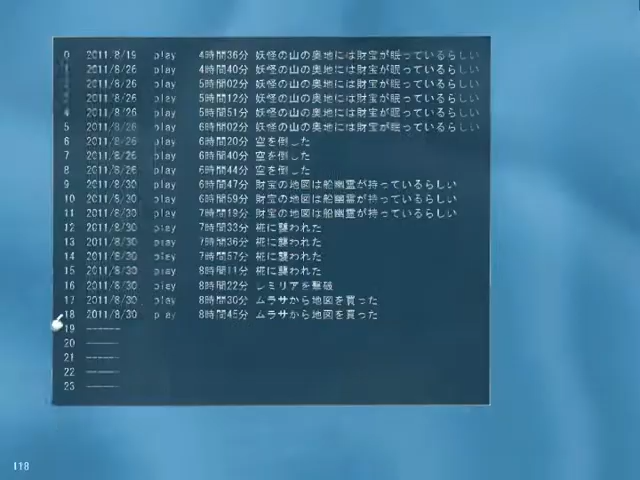 0 2011/8/19 play 4時間36分 妖怪の山の奥地には財宝が眠っているらしい
1 2011/8/26 play 4時間40分 妖怪の山の奥地には財宝が眠っているらしい
2 2011/8/26 play 5時間02分 妖怪の山の奥地には財宝が眠っているらしい
3 2011/8/26 play 5時間12分 妖怪の山の奥地には財宝が眠っているらしい
4 2011/8/26 play 5時間51分 妖怪の山の奥地には財宝が眠っているらしい
5 2011/8/26 play 6時間02分 妖怪の山の奥地には財宝が眠っているらしい
6 2011/8/26 play 6時間20分 空を倒した
7 2011/8/26 play 6時間40分 空を倒した
8 2011/8/26 play 6時間44分 空を倒した
9 2011/8/30 play 6時間47分 財宝の地図は船幽霊が持っているらしい
10 2011/8/30 play 6時間59分 財宝の地図は船幽霊が持っているらしい
11 2011/8/30 play 7時間19分 財宝の地図は船幽霊が持っているらしい
12 2011/8/30 play 7時間33分 椛に襲われた
13 2011/8/30 play 7時間36分 椛に襲われた
14 2011/8/30 play 7時間57分 椛に襲われた
15 2011/8/30 play 8時間11分 椛に襲われた
16 2011/8/30 play 8時間22分 レミリアを撃破
17 2011/8/30 play 8時間30分 ムラサから地図を買った
18 2011/8/30 play 8時間45分 ムラサから地図を買った
19 ------
20 ------
21 ------
22 ------
23 ------
118